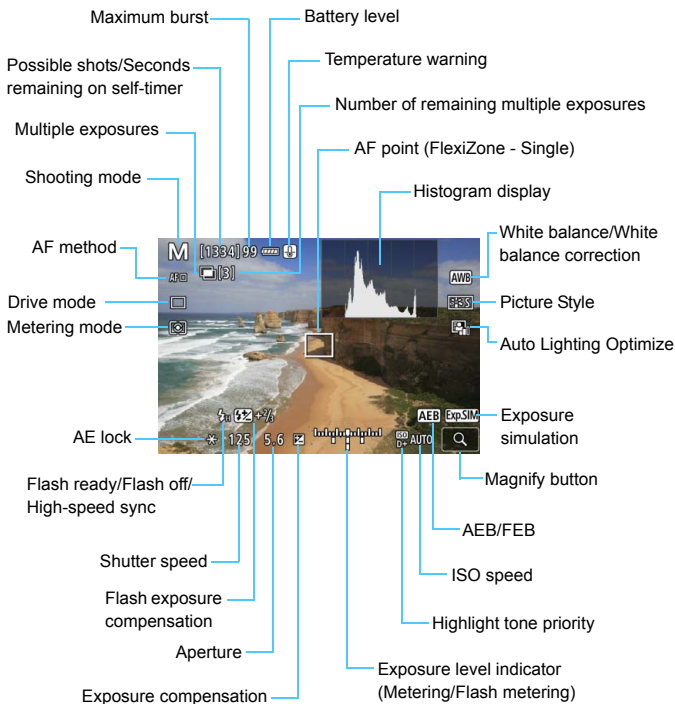 Maximum burst
Battery level
Possible shots/Seconds
remaining on self-timer
Temperature warning
Number of remaining multiple exposures
Multiple exposures
AF point (FlexiZone - Single)
Shooting mode
Histogram display
White balance/White
balance correction
AF method
Drive mode
Picture Style
Metering mode
Auto Lighting Optimize
M [1334] 99
[3]
AF
AWB
+2/3
AEB Exp.SIM
125 5.6 ISO D+ AUTO
AE lock
Exposure
simulation
Flash ready/Flash off/
High-speed sync
Magnify button
AEB/FEB
Shutter speed
ISO speed
Flash exposure
compensation
Highlight tone priority
Aperture
Exposure level indicator
(Metering/Flash metering)
Exposure compensation